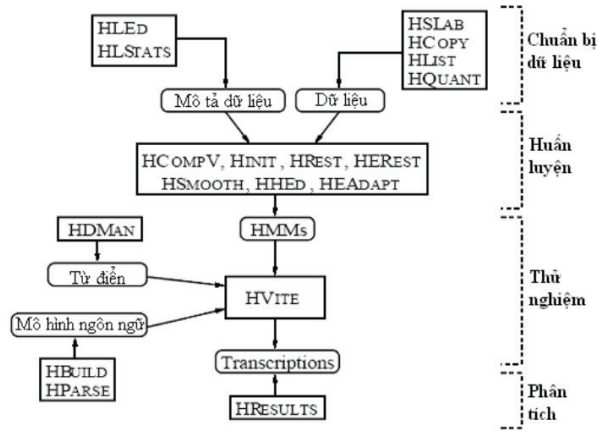 HLED
HLSTATS
HSLAB
HCOPY
HLIST
HQUANT
Chuẩn bị
dữ liệu
Mô tả dữ liệu
Dữ liệu
HCOMPV, HINIT, HREST, HEREST
HSMOOTH, HHED, HEADAPT
Huấn
luyện
HDMAN
HMMs
Từ điển
HVITE
Thử
nghiệm
Mô hình ngôn ngữ
Transcriptions
HBUILD
HPARSE
HRESULTS
Phân
tích